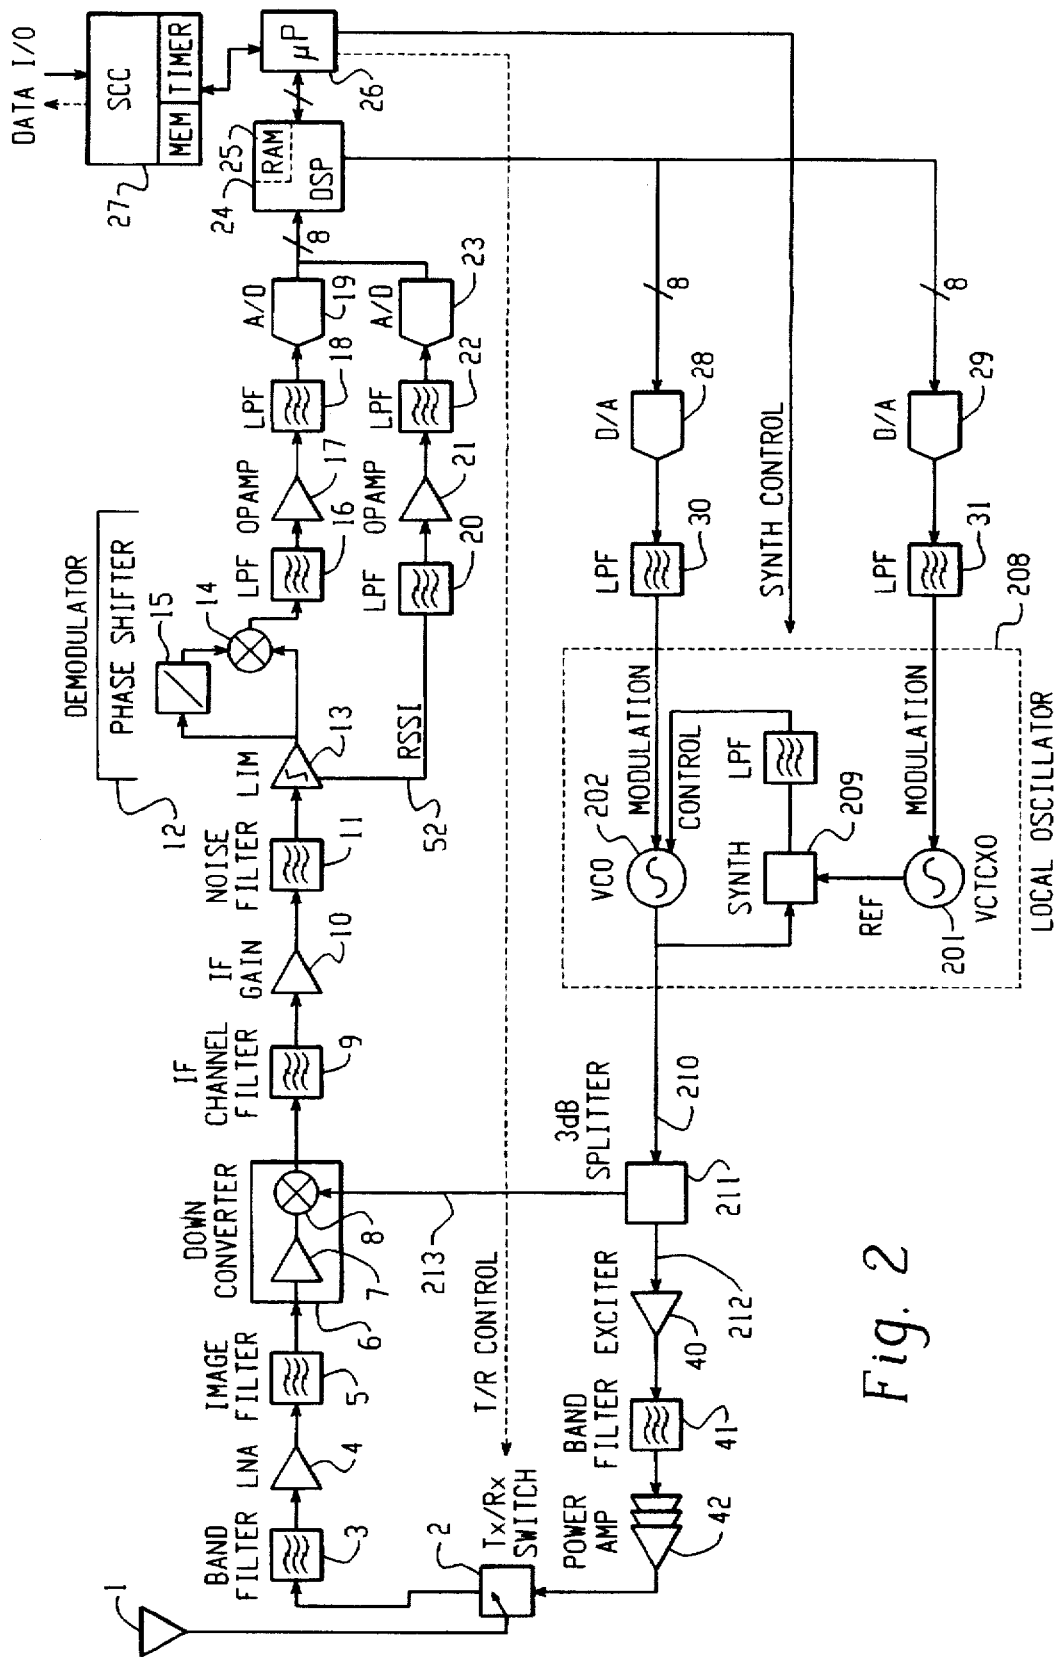 DATA I/O
SCC
MEM
TIMER
27
µP
26
24
25
RAM
DSP
8
DEMODULATOR
PHASE SHIFTER
12
15
14
BAND
FILTER
3
LNA
4
IMAGE
FILTER
5
DOWN
CONVERTER
6
7
8
IF
CHANNEL
FILTER
9
IF
GAIN
10
NOISE
FILTER
11
LIM
13
LPF
16
OPAMP
17
LPF
18
A/D
19
52
RSSI
LPF
20
OPAMP
21
LPF
22
A/D
23
1
2
Tx/Rx
SWITCH
T/R CONTROL
213
POWER
AMP
42
BAND
FILTER
41
EXCITER
40
212
3dB
SPLITTER
211
210
VCO
202
MODULATION
CONTROL
LPF
30
D/A
28
8
SYNTH
209
LPF
SYNTH CONTROL
REF
201
VCTCXO
MODULATION
LPF
31
D/A
29
8
208
LOCAL OSCILLATOR
Fig. 2